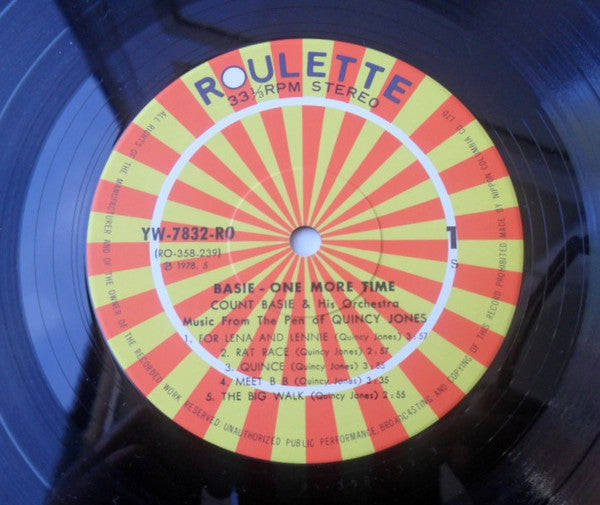 ROULETTE
33⅓RPM STEREO
YW-7832-RO
(RO-358-239)
℗ 1978. 5
1
S
BASIE - ONE MORE TIME
COUNT BASIE & His Orchestra
Music From The Pen of QUINCY JONES
1. FOR LENA AND LENNIE (Quincy Jones) 3:57
2. RAT RACE (Quincy Jones) 2:57
3. QUINCE (Quincy Jones) 3:35
4. MEET B B (Quincy Jones) 3:35
5. THE BIG WALK (Quincy Jones) 2:55
ALL RIGHTS OF THE MANUFACTURER AND OF THE OWNER OF THE RECORDED WORK RESERVED. UNAUTHORIZED PUBLIC PERFORMANCE, BROADCASTING AND COPYING OF THIS RECORD PROHIBITED MADE BY NIPPON COLUMBIA CO. LTD